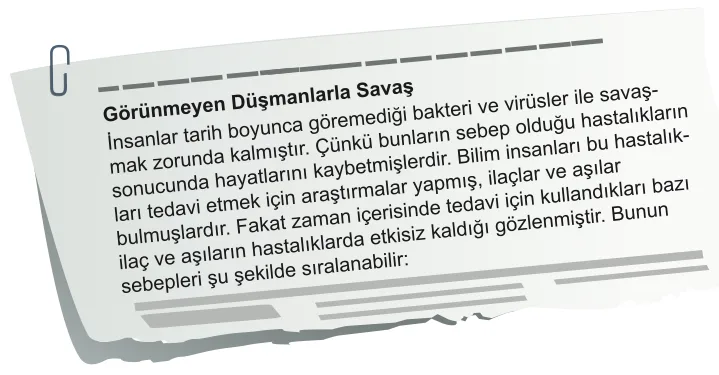 Görünmeyen Düşmanlarla Savaş
İnsanlar tarih boyunca göremediği bakteri ve virüsler ile savaş-
mak zorunda kalmıştır. Çünkü bunların sebep olduğu hastalıkların
sonucunda hayatlarını kaybetmişlerdir. Bilim insanları bu hastalık-
ları tedavi etmek için araştırmalar yapmış, ilaçlar ve aşılar
bulmuşlardır. Fakat zaman içerisinde tedavi için kullandıkları bazı
ilaç ve aşıların hastalıklarda etkisiz kaldığı gözlenmiştir. Bunun
sebepleri şu şekilde sıralanabilir: